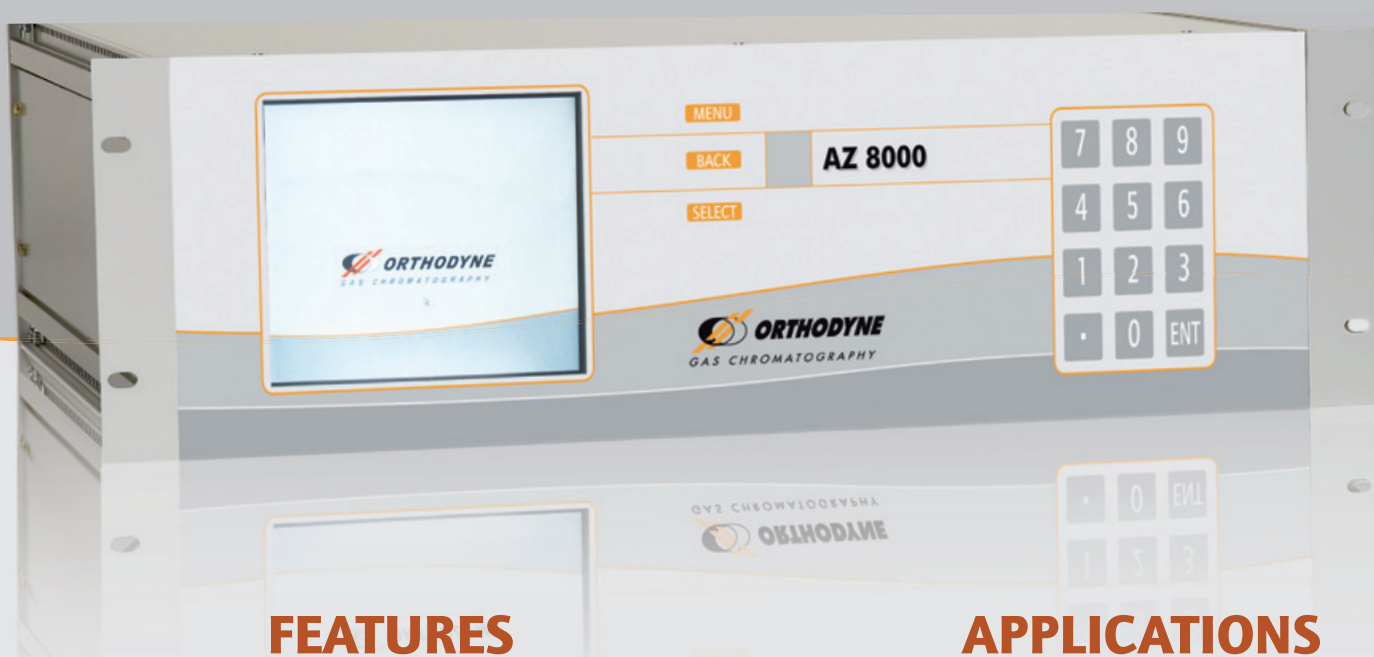 MENU
BACK
AZ 8000
SELECT
7 8 9
4 5 6
1 2 3
. 0 ENT
ORTHODYNE
GAS CHROMATOGRAPHY
ORTHODYNE
GAS CHROMATOGRAPHY
FEATURES
APPLICATIONS